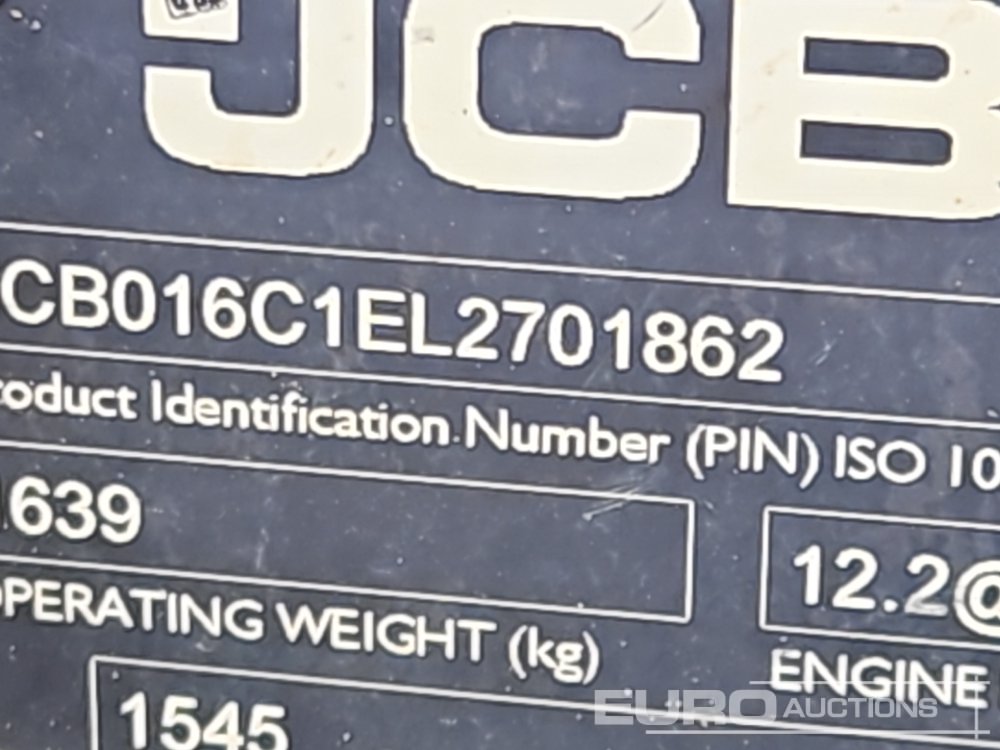 JCB
CB016C1EL2701862
oduct Identification Number (PIN) ISO 10
639
12.2@
PERATING WEIGHT (kg)
ENGINE
1545
EURO AUCTIONS